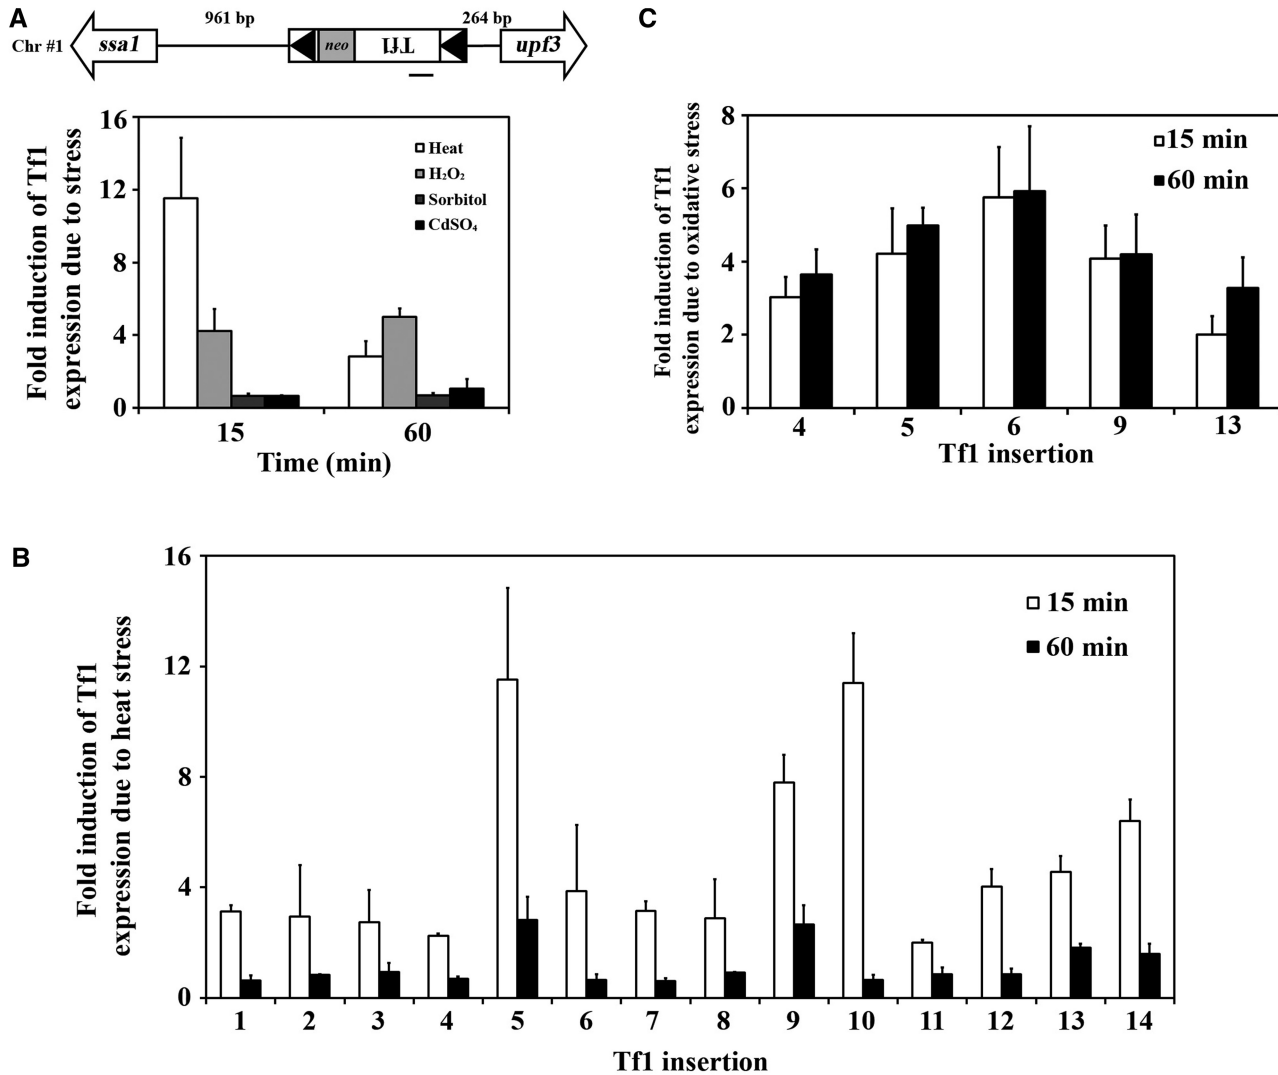 A
961 bp
264 bp
Chr #1
ssa1
neo
Tf1
upf3
16
12
8
4
0
Fold induction of Tf1
expression due to stress
Heat
H₂O₂
Sorbitol
CdSO₄
15
60
Time (min)
C
8
6
4
2
0
Fold induction of Tf1
expression due to oxidative stress
15 min
60 min
4
5
6
9
13
Tf1 insertion
B
16
12
8
4
0
Fold induction of Tf1
expression due to heat stress
15 min
60 min
1
2
3
4
5
6
7
8
9
10
11
12
13
14
Tf1 insertion